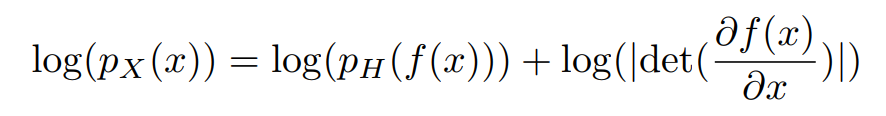 log(p_X(x)) = log(p_H(f(x))) + log(|det(∂f(x)/∂x)|)